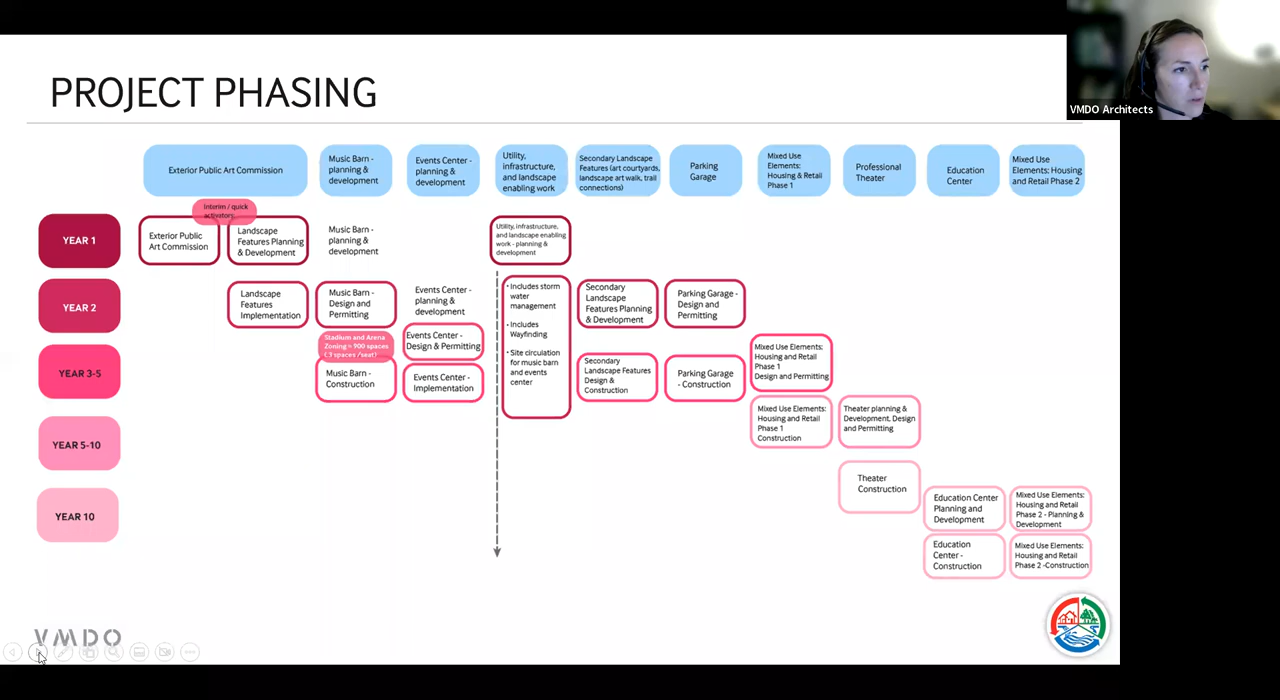 PROJECT PHASING
VMDO Architects
Exterior Public Art Commission
Music Barn -
planning &
development
Events Center -
planning &
development
Utility,
infrastructure,
and landscape
enabling work
Secondary Landscape
Features (art courtyards,
landscape art walk, trail
connections)
Parking
Garage
Mixed Use
Elements:
Housing & Retail
Phase 1
Professional
Theater
Education
Center
Mixed Use
Elements: Housing
and Retail Phase 2
Interim / quick
activators
YEAR 1
Exterior Public
Art Commission
Landscape
Features Planning
& Development
Music Barn -
planning &
development
Utility, infrastructure,
and landscape enabling
work - planning &
development
YEAR 2
Landscape
Features
Implementation
Music Barn -
Design and
Permitting
Events Center -
planning &
development
• Includes storm
water
management
• Includes
Wayfinding
• Site circulation
for music barn
and events
center
Secondary
Landscape
Features Planning
& Development
Parking Garage -
Design and
Permitting
Stadium and Arena
Zoning = 900 spaces
(.3 spaces /seat)
Events Center -
Design & Permitting
YEAR 3-5
Music Barn -
Construction
Events Center -
Implementation
Secondary
Landscape Features
Design &
Construction
Parking Garage
- Construction
Mixed Use Elements:
Housing and Retail
Phase 1
Design and Permitting
YEAR 5-10
Mixed Use Elements:
Housing and Retail
Phase 1
Construction
Theater planning &
Development, Design
and Permitting
YEAR 10
Theater
Construction
Education Center
Planning and
Development
Mixed Use Elements:
Housing and Retail
Phase 2 - Planning &
Development
Education
Center -
Construction
Mixed Use Elements:
Housing and Retail
Phase 2 -Construction
VMDO